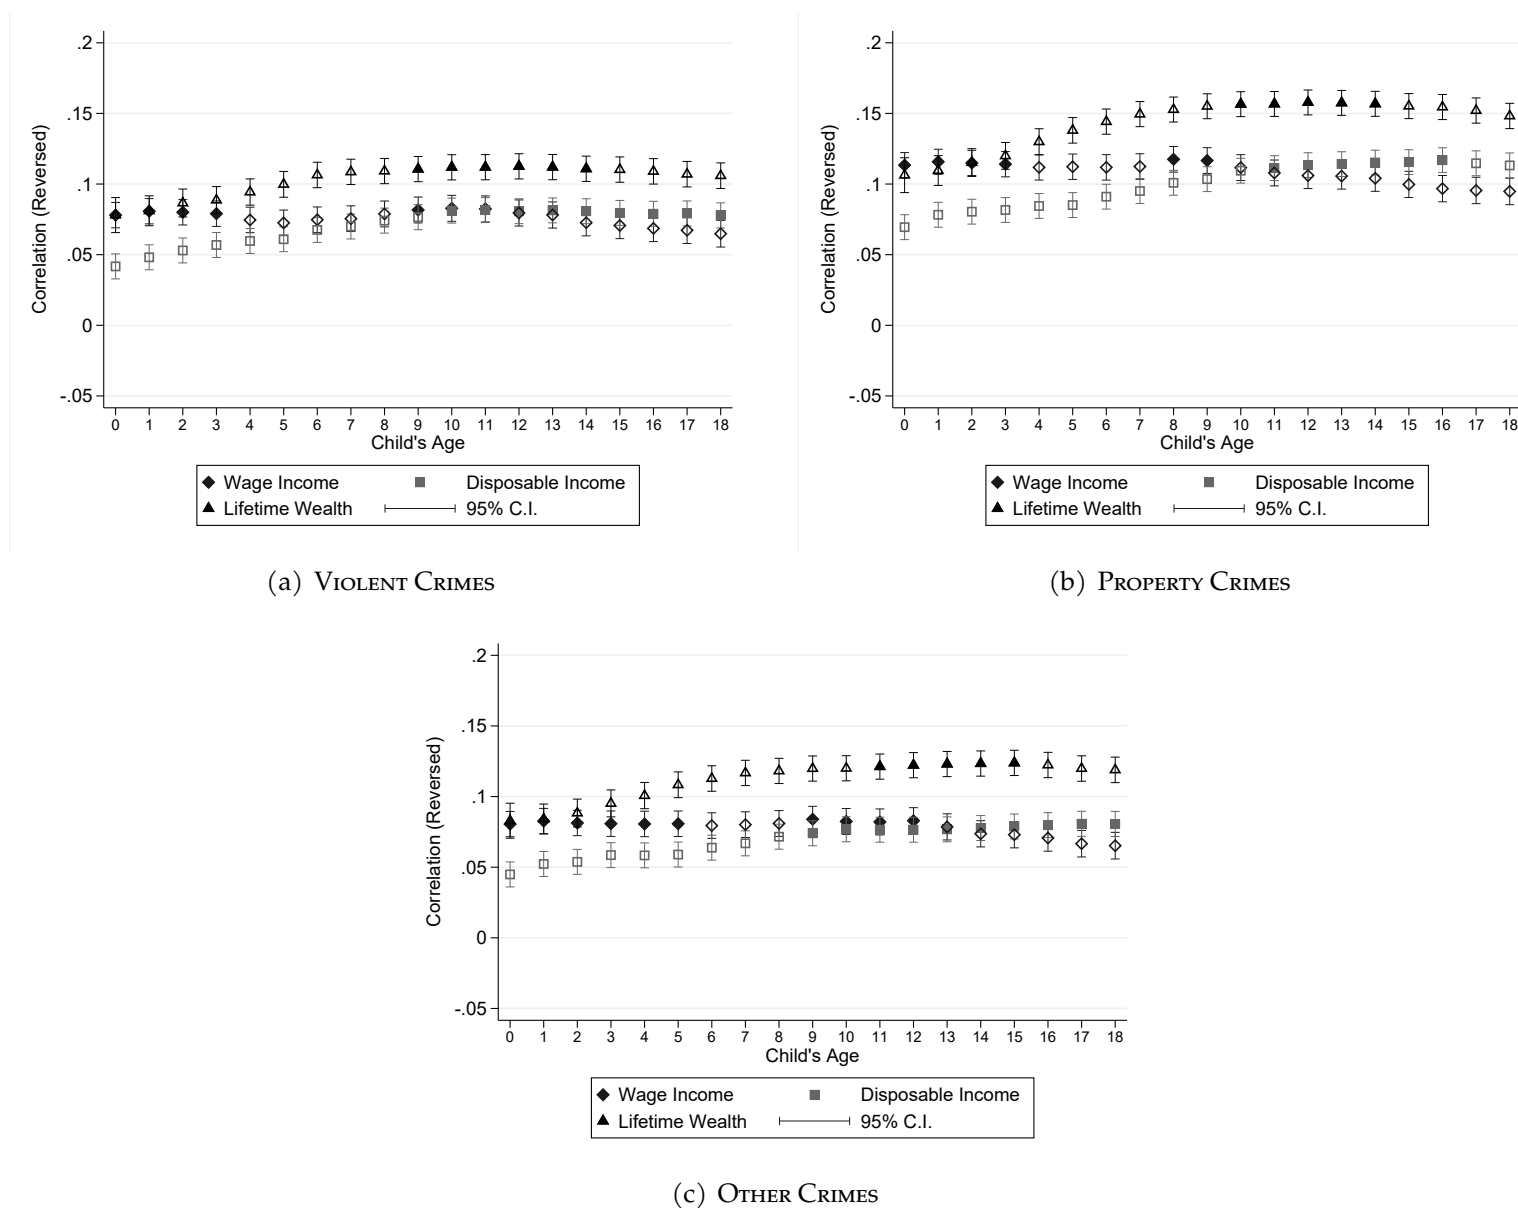 .2
.15
.1
.05
0
-.05
Correlation (Reversed)
0 1 2 3 4 5 6 7 8 9 10 11 12 13 14 15 16 17 18
Child's Age
Wage Income Disposable Income
Lifetime Wealth 95% C.I.
(a) Violent Crimes
.2
.15
.1
.05
0
-.05
Correlation (Reversed)
0 1 2 3 4 5 6 7 8 9 10 11 12 13 14 15 16 17 18
Child's Age
Wage Income Disposable Income
Lifetime Wealth 95% C.I.
(b) Property Crimes
.2
.15
.1
.05
0
-.05
Correlation (Reversed)
0 1 2 3 4 5 6 7 8 9 10 11 12 13 14 15 16 17 18
Child's Age
Wage Income Disposable Income
Lifetime Wealth 95% C.I.
(c) Other Crimes